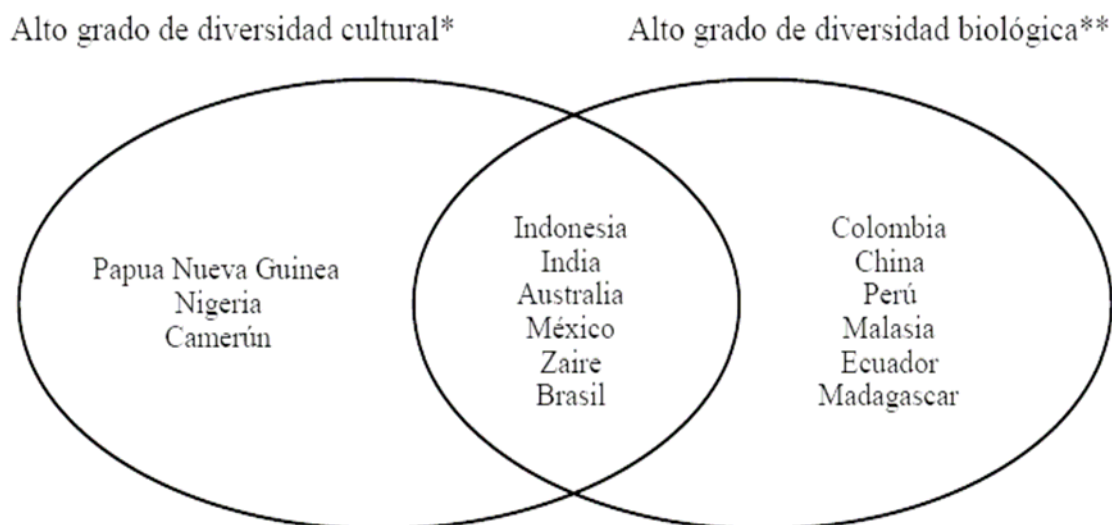 Alto grado de diversidad cultural*
Alto grado de diversidad biológica**
Papua Nueva Guinea
Nigeria
Camerún
Indonesia
India
Australia
México
Zaire
Brasil
Colombia
China
Perú
Malasia
Ecuador
Madagascar